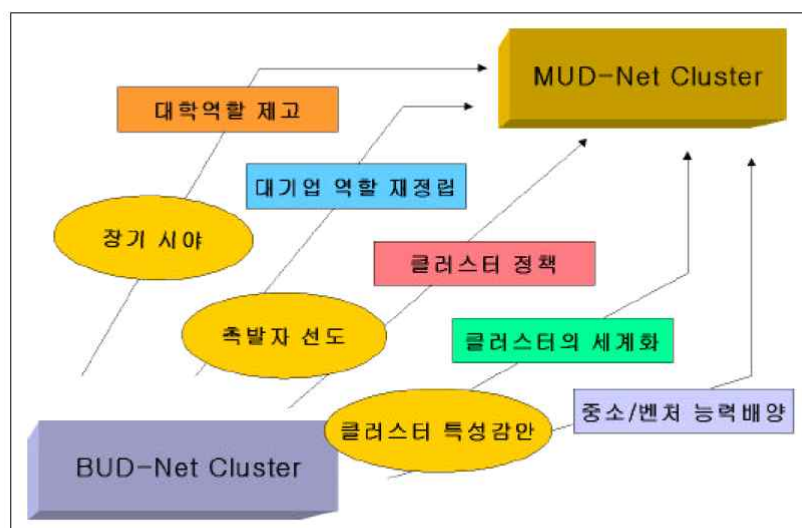 MUD-Net Cluster
대학역할 제고
대기업 역할 재정립
장기 시야
클러스터 정책
촉발자 선도
클러스터의 세계화
중소/벤처 능력배양
클러스터 특성감안
BUD-Net Cluster